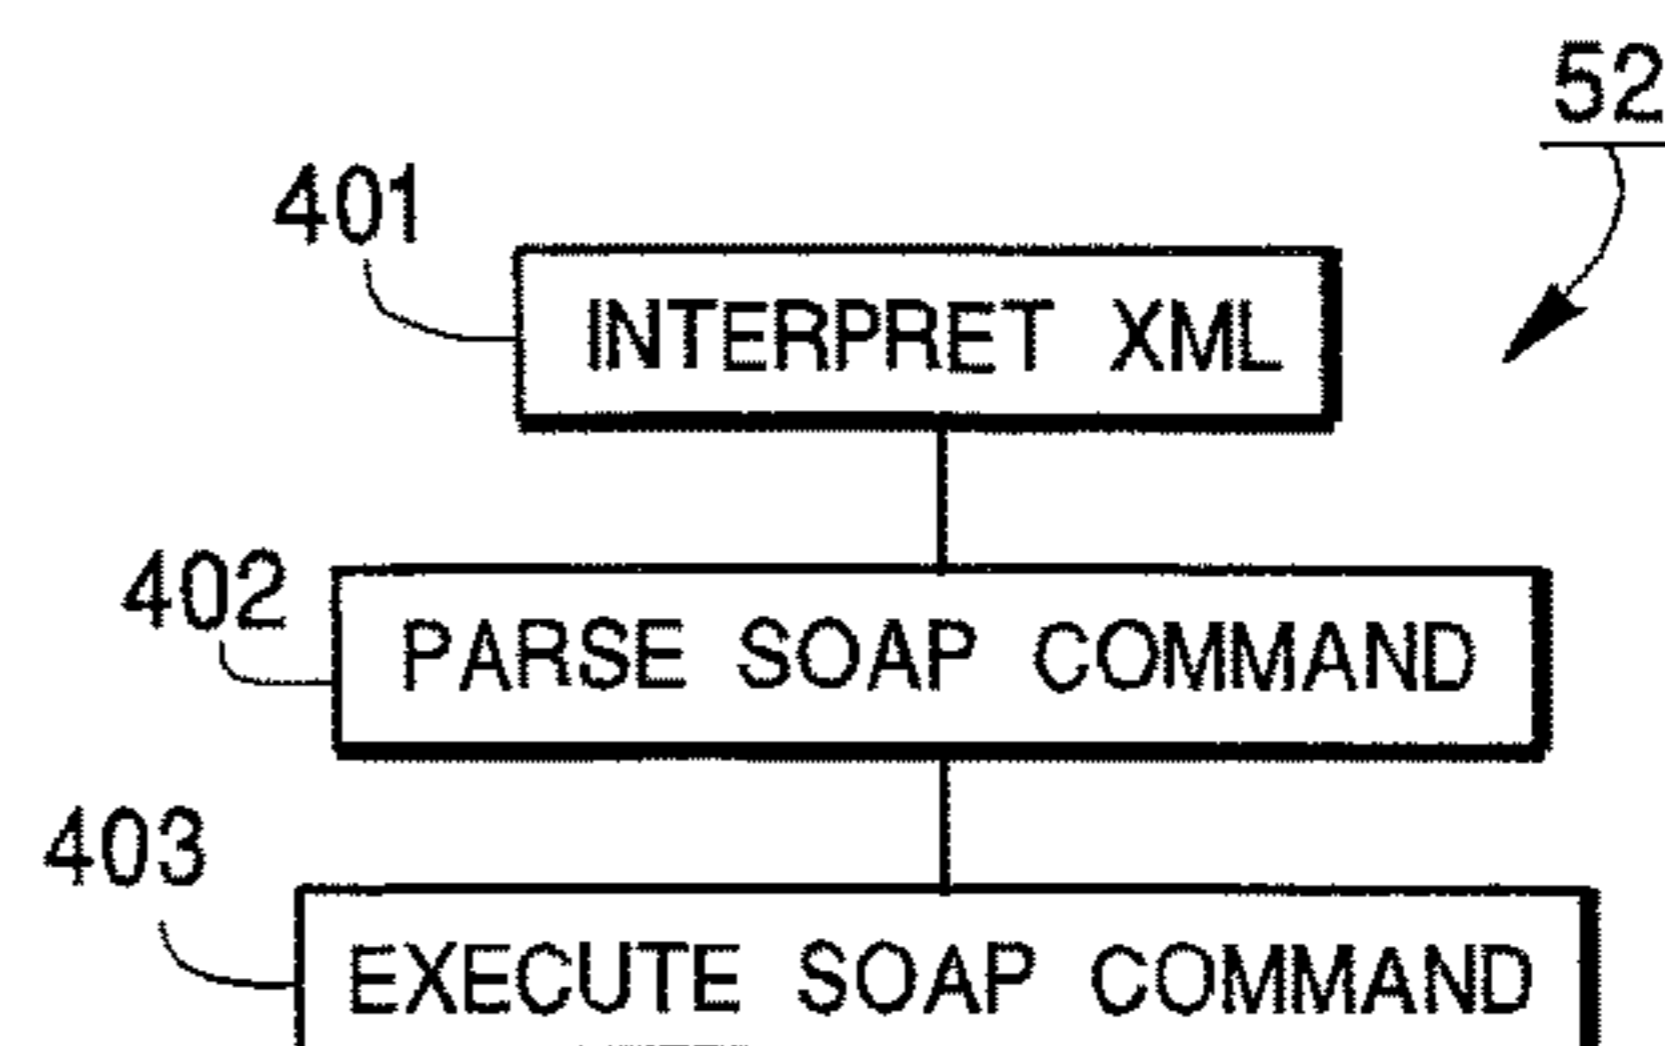 52
401
INTERPRET XML
402
PARSE SOAP COMMAND
403
EXECUTE SOAP COMMAND